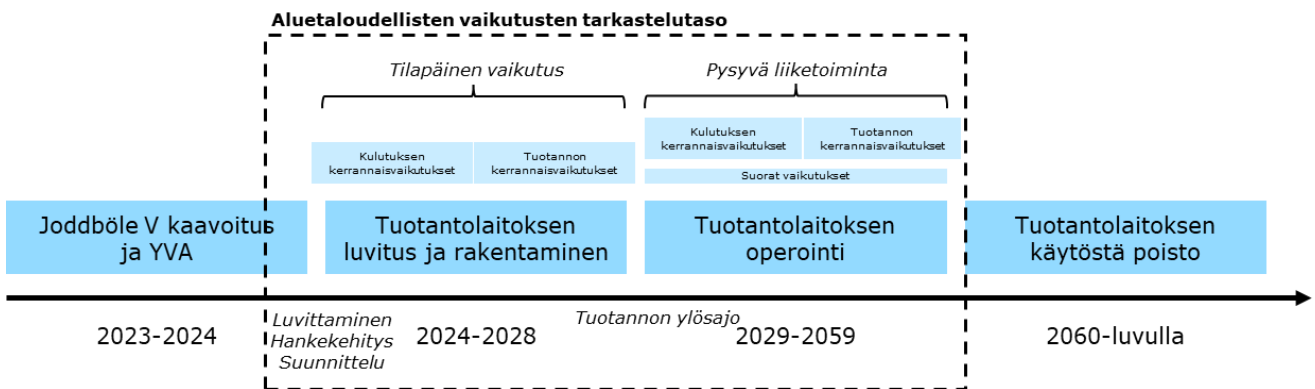 Aluetaloudellisten vaikutusten tarkastelutaso
Tilapäinen vaikutus
Pysyvä liiketoiminta
Kulutuksen
kerrannaisvaikutukset
Tuotannon
kerrannaisvaikutukset
Kulutuksen
kerrannaisvaikutukset
Tuotannon
kerrannaisvaikutukset
Suorat vaikutukset
Joddböle V kaavoitus
ja YVA
Tuotantolaitoksen
luvitus ja rakentaminen
Tuotantolaitoksen
operointi
Tuotantolaitoksen
käytöstä poisto
2023-2024
Luvittaminen
Hankekehitys
Suunnittelu
2024-2028
Tuotannon ylösajo
2029-2059
2060-luvulla